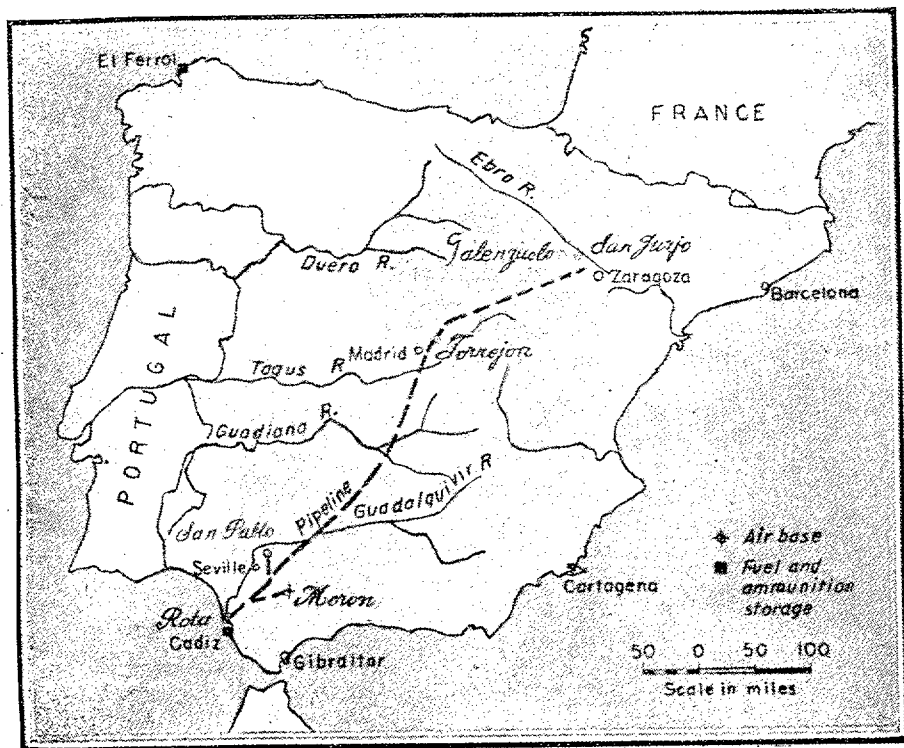 El Ferrol
FRANCE
Ebro R.
Galenzuelo
San Jurjo
Duero R.
Zaragoza
Barcelona
PORTUGAL
Madrid
Torrejon
Tagus R
Guadiana R.
Pipeline
Guadalquivir R
San Pablo
Seville
Moron
Air base
Fuel and
ammunition
storage
Cartagena
Rota
Cadiz
Gibraltar
50 0 50 100
Scale in miles